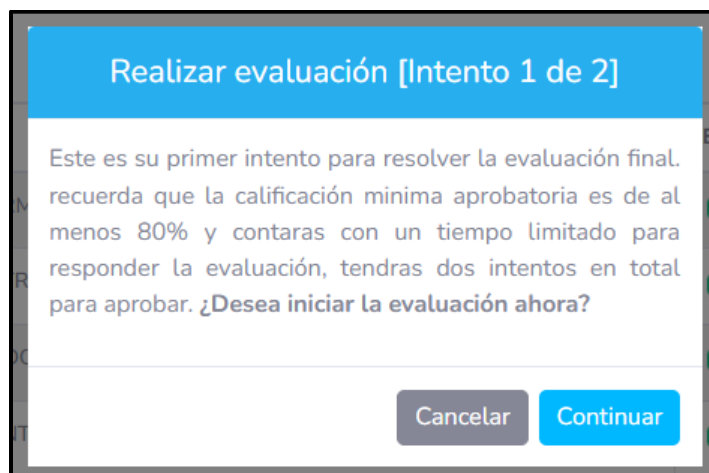 Realizar evaluación [Intento 1 de 2]
Este es su primer intento para resolver la evaluación final.
recuerda que la calificación minima aprobatoria es de al
menos 80% y contaras con un tiempo limitado para
responder la evaluación, tendras dos intentos en total
para aprobar. ¿Desea iniciar la evaluación ahora?
Cancelar Continuar